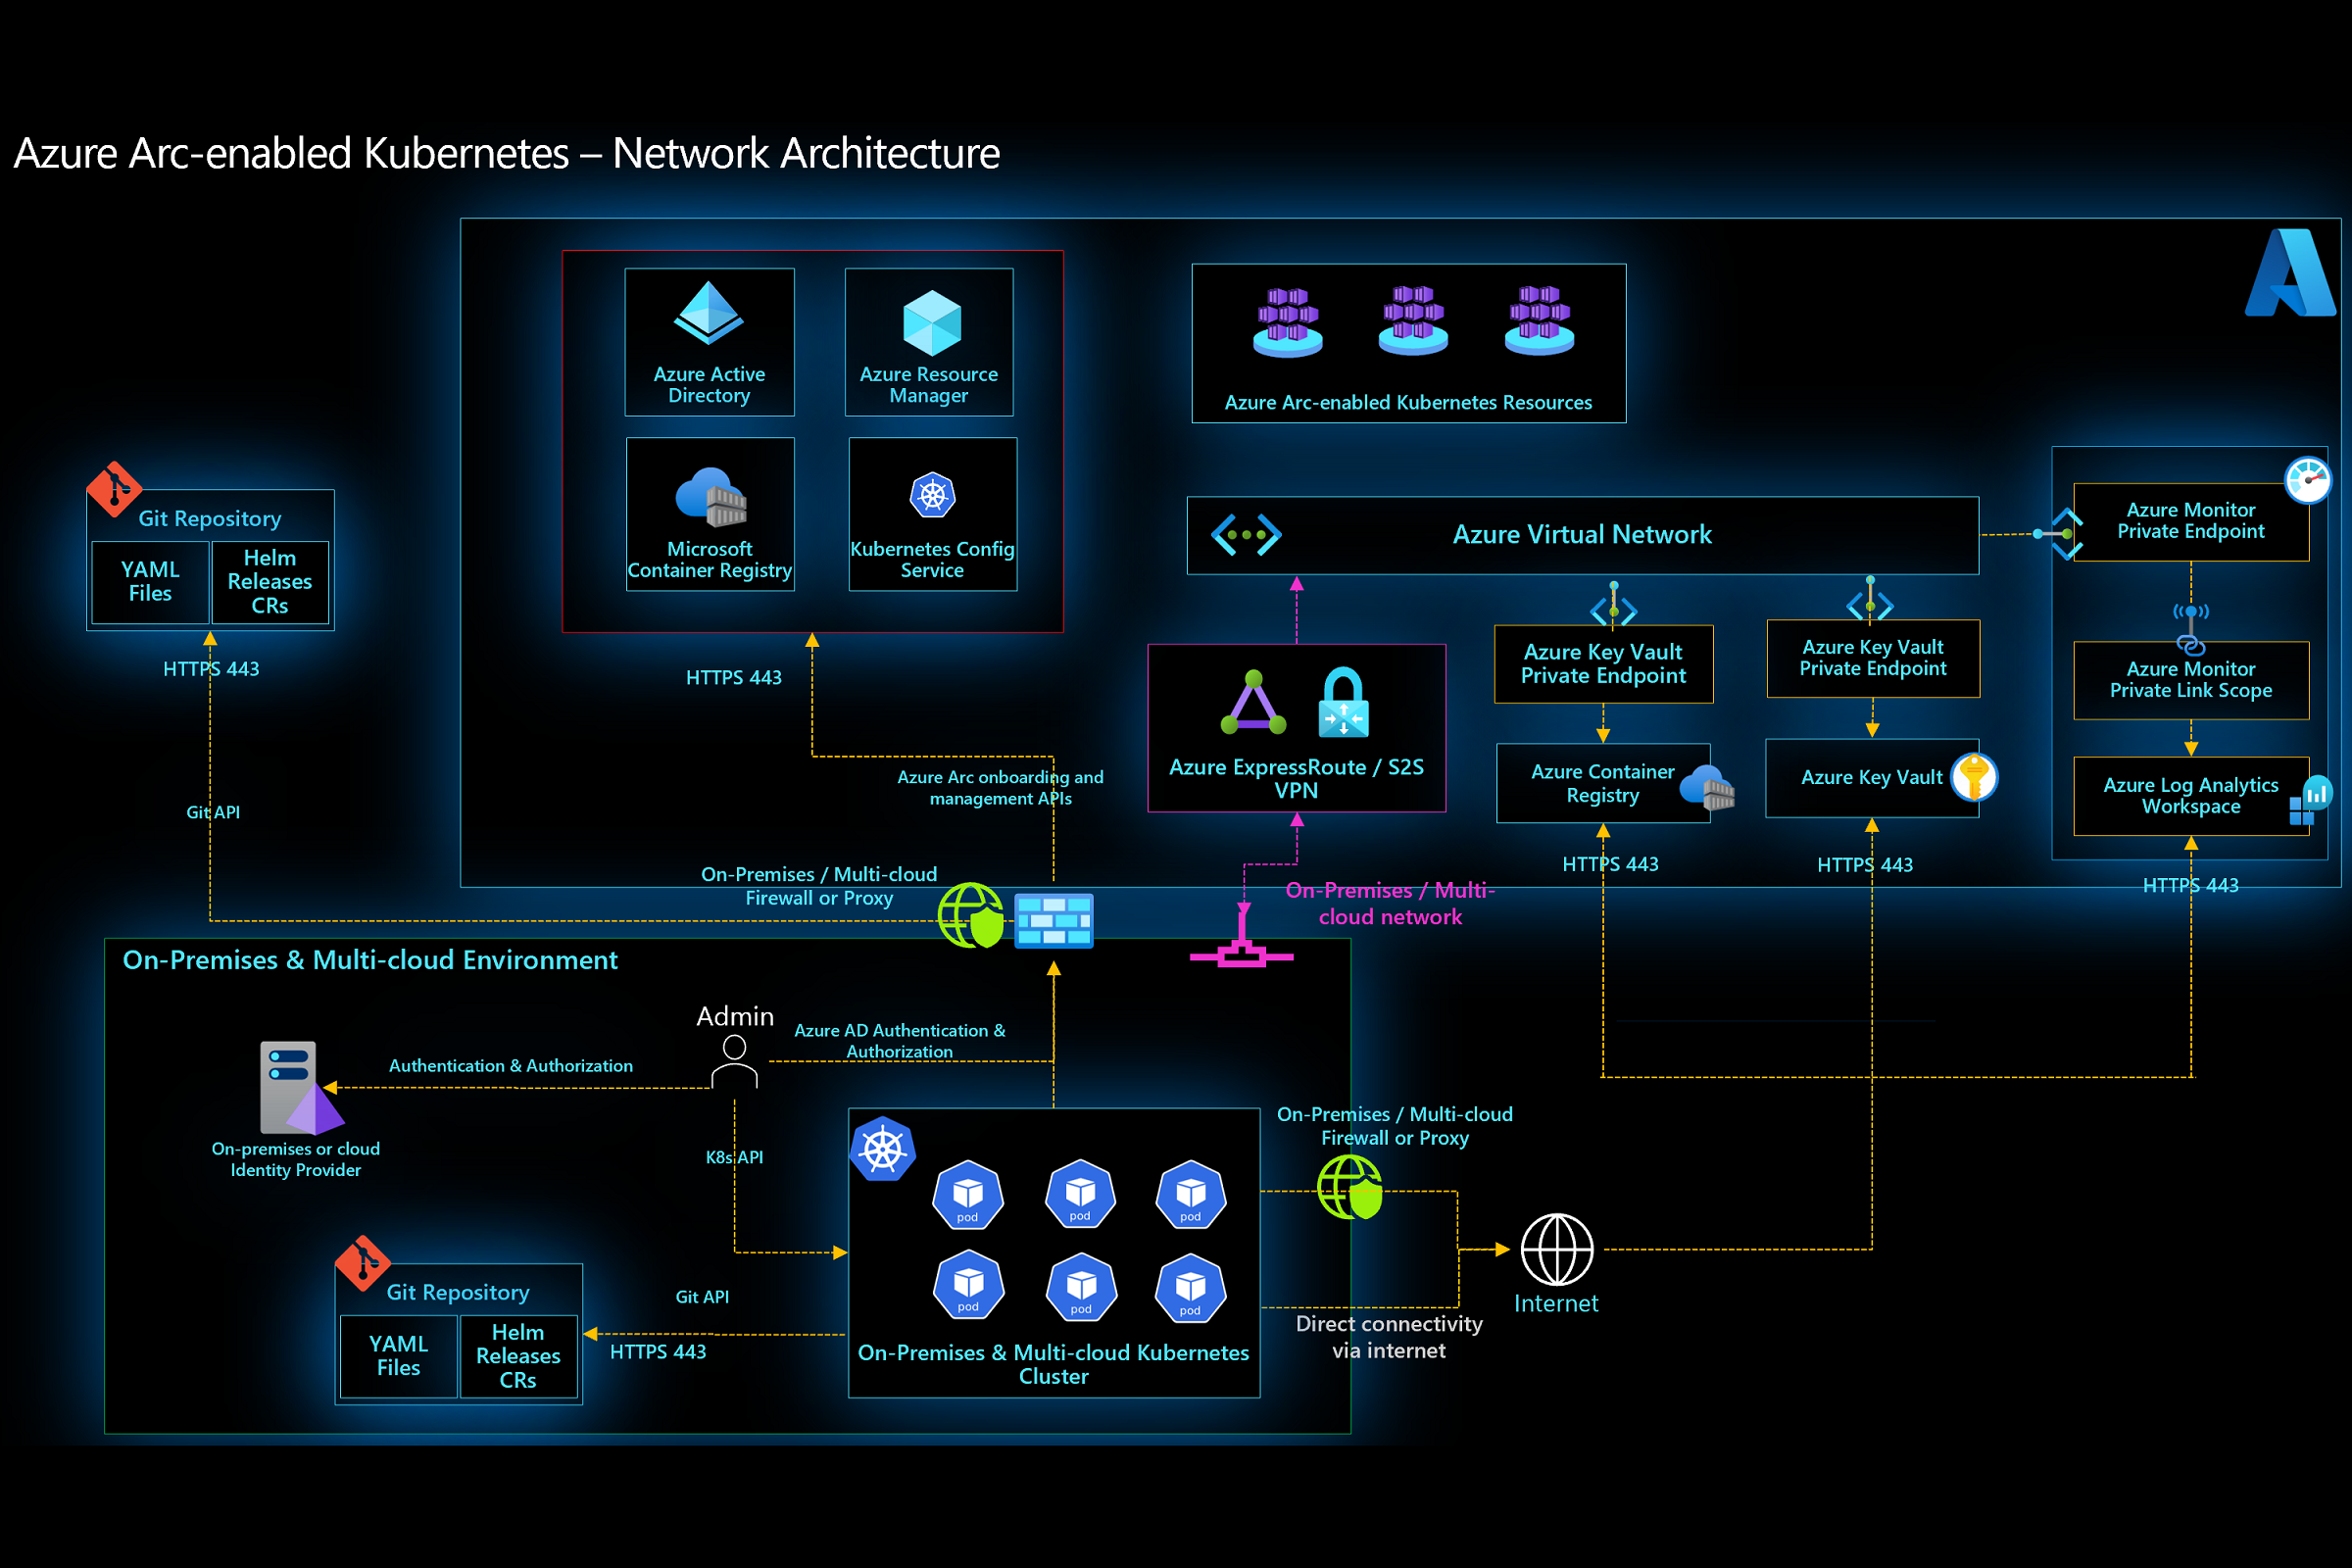 Azure Arc-enabled Kubernetes – Network Architecture
Azure Active
Directory
Azure Resource
Manager
Microsoft
Container Registry
Kubernetes Config
Service
Azure Arc-enabled Kubernetes Resources
Git Repository
YAML
Files
Helm
Releases
CRs
HTTPS 443
Git API
HTTPS 443
Azure Arc onboarding and
management APIs
Azure Virtual Network
Azure Monitor
Private Endpoint
Azure Key Vault
Private Endpoint
Azure Key Vault
Private Endpoint
Azure Monitor
Private Link Scope
Azure ExpressRoute / S2S
VPN
Azure Container
Registry
Azure Key Vault
Azure Log Analytics
Workspace
HTTPS 443
HTTPS 443
HTTPS 443
On-Premises / Multi-cloud
Firewall or Proxy
On-Premises / Multi-
cloud network
On-Premises & Multi-cloud Environment
Admin
Azure AD Authentication &
Authorization
Authentication & Authorization
On-premises or cloud
Identity Provider
K8s API
On-Premises / Multi-cloud
Firewall or Proxy
pod
pod
pod
pod
pod
pod
On-Premises & Multi-cloud Kubernetes
Cluster
Git Repository
YAML
Files
Helm
Releases
CRs
Git API
HTTPS 443
Internet
Direct connectivity
via internet